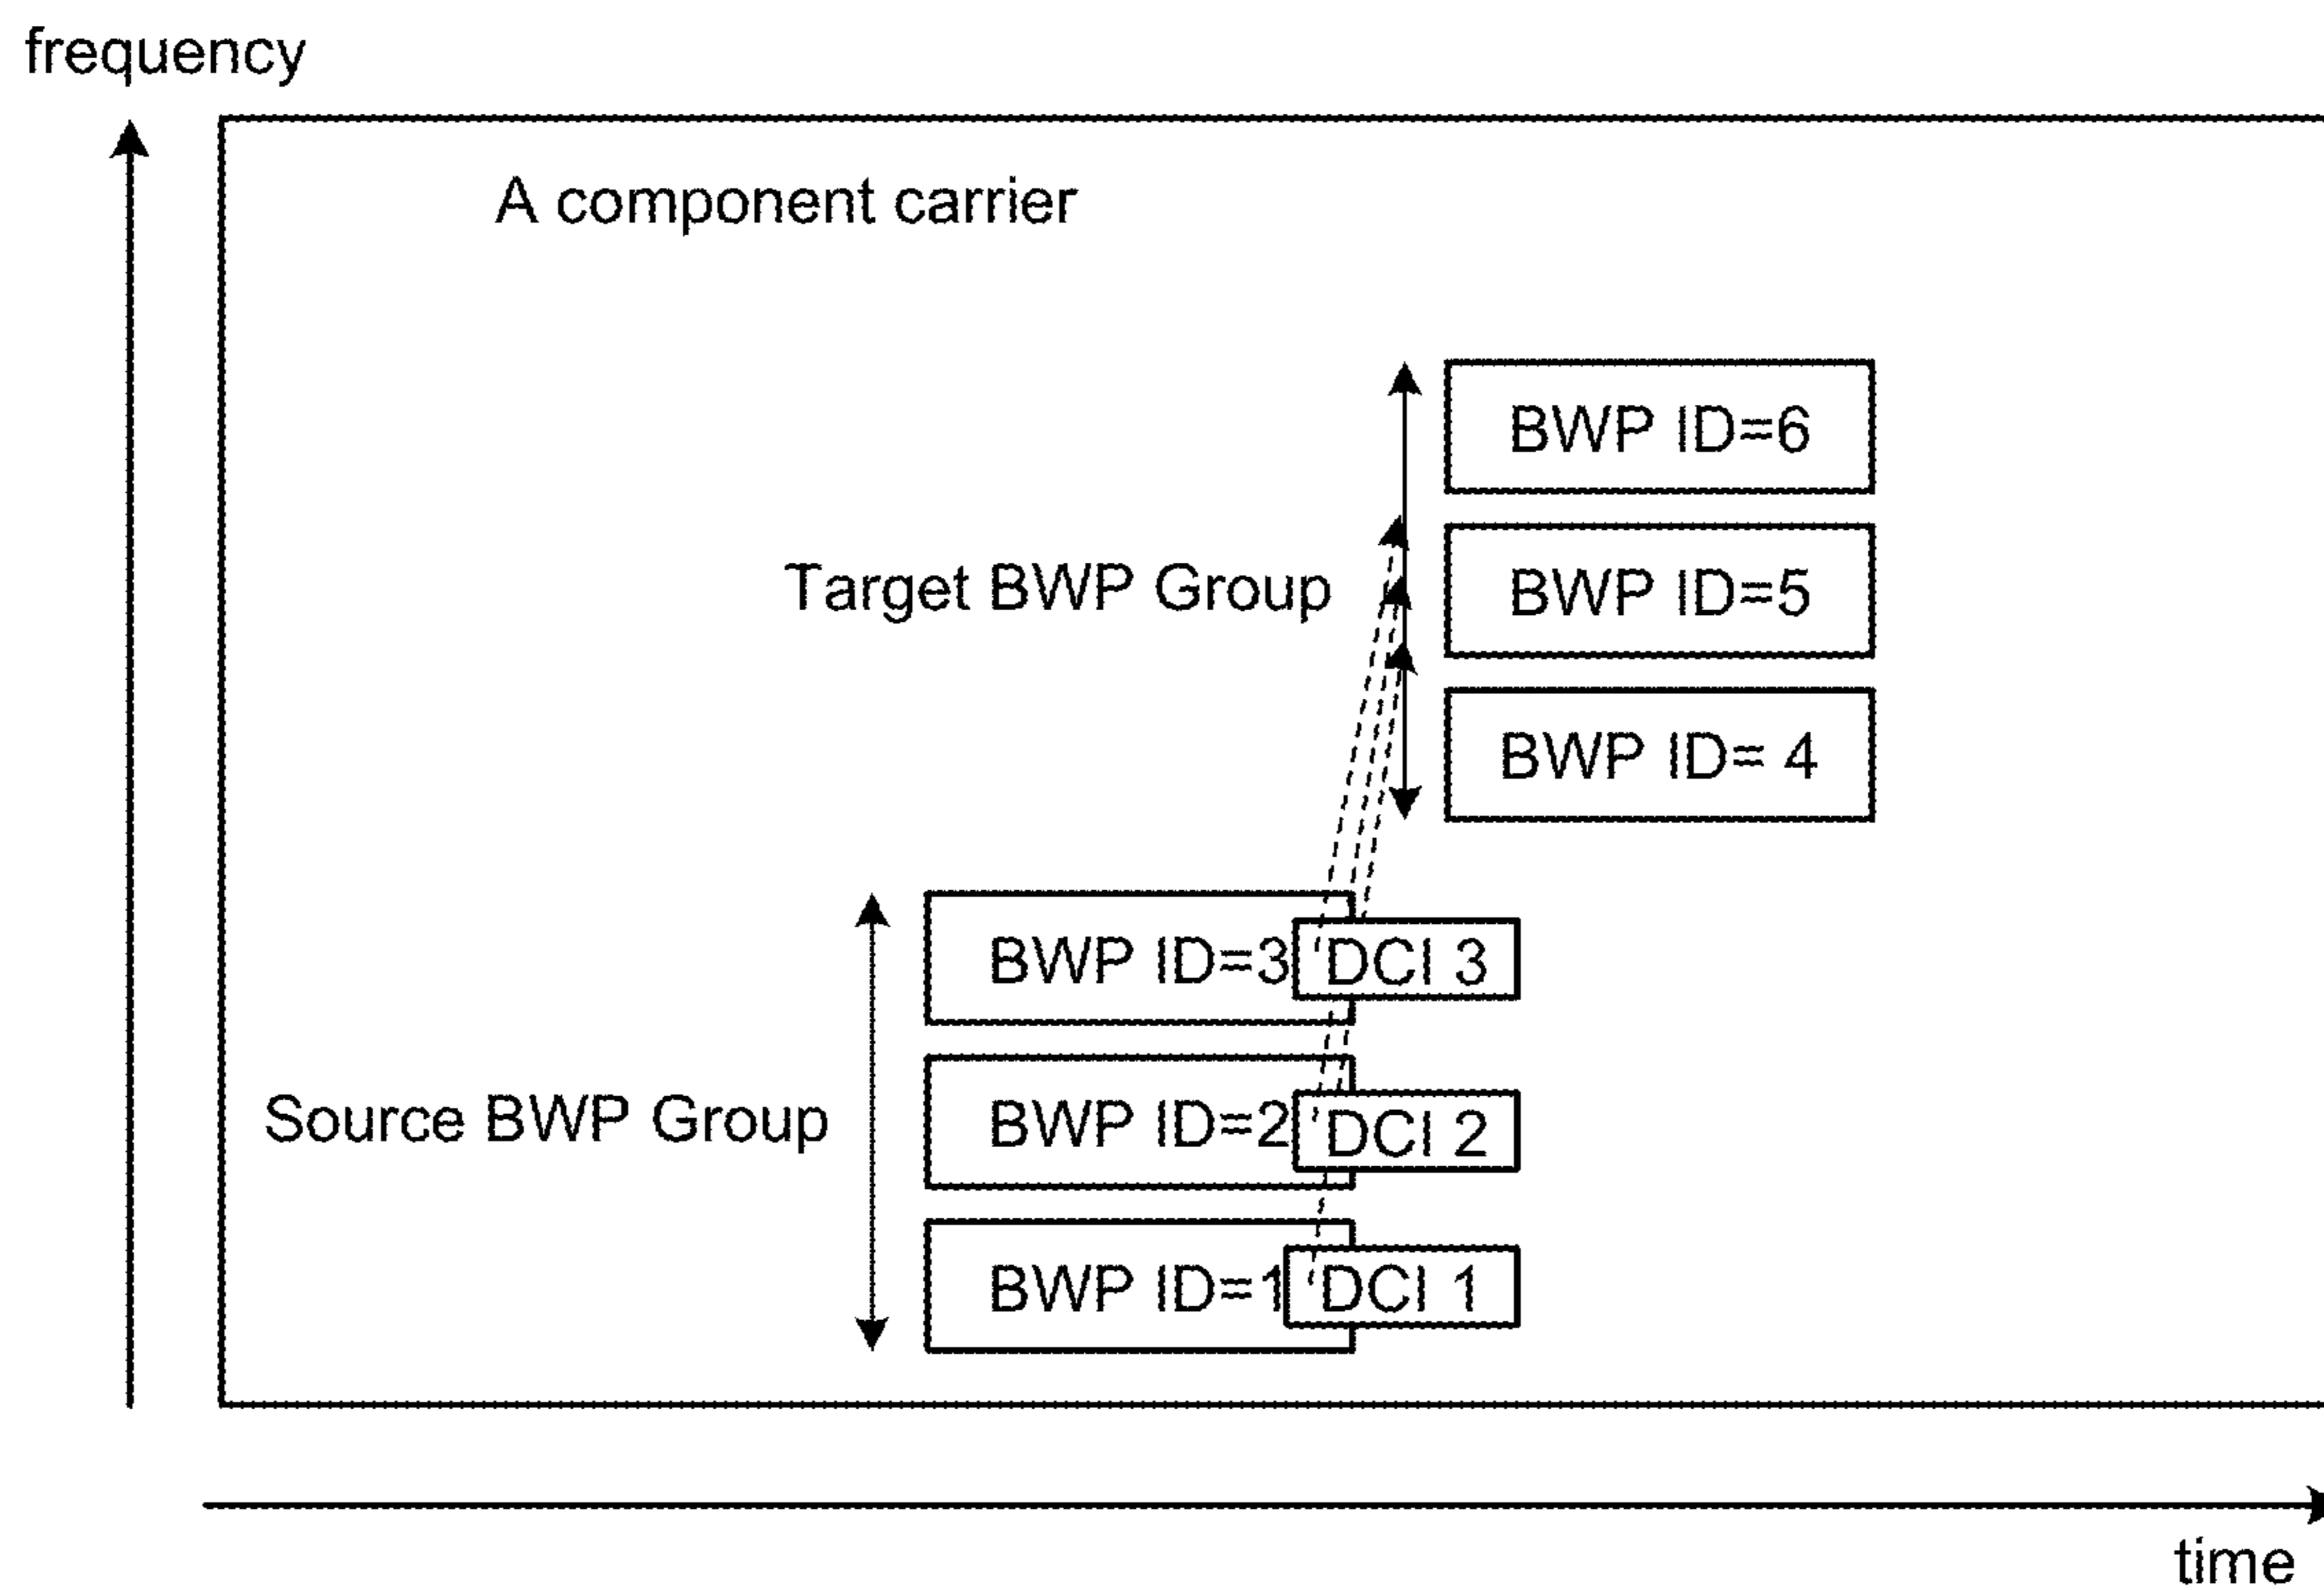 frequency
A component carrier
BWP ID=6
Target BWP Group
BWP ID=5
BWP ID= 4
BWP ID=3
DCI 3
Source BWP Group
BWP ID=2
DCI 2
BWP ID=1
DCI 1
time